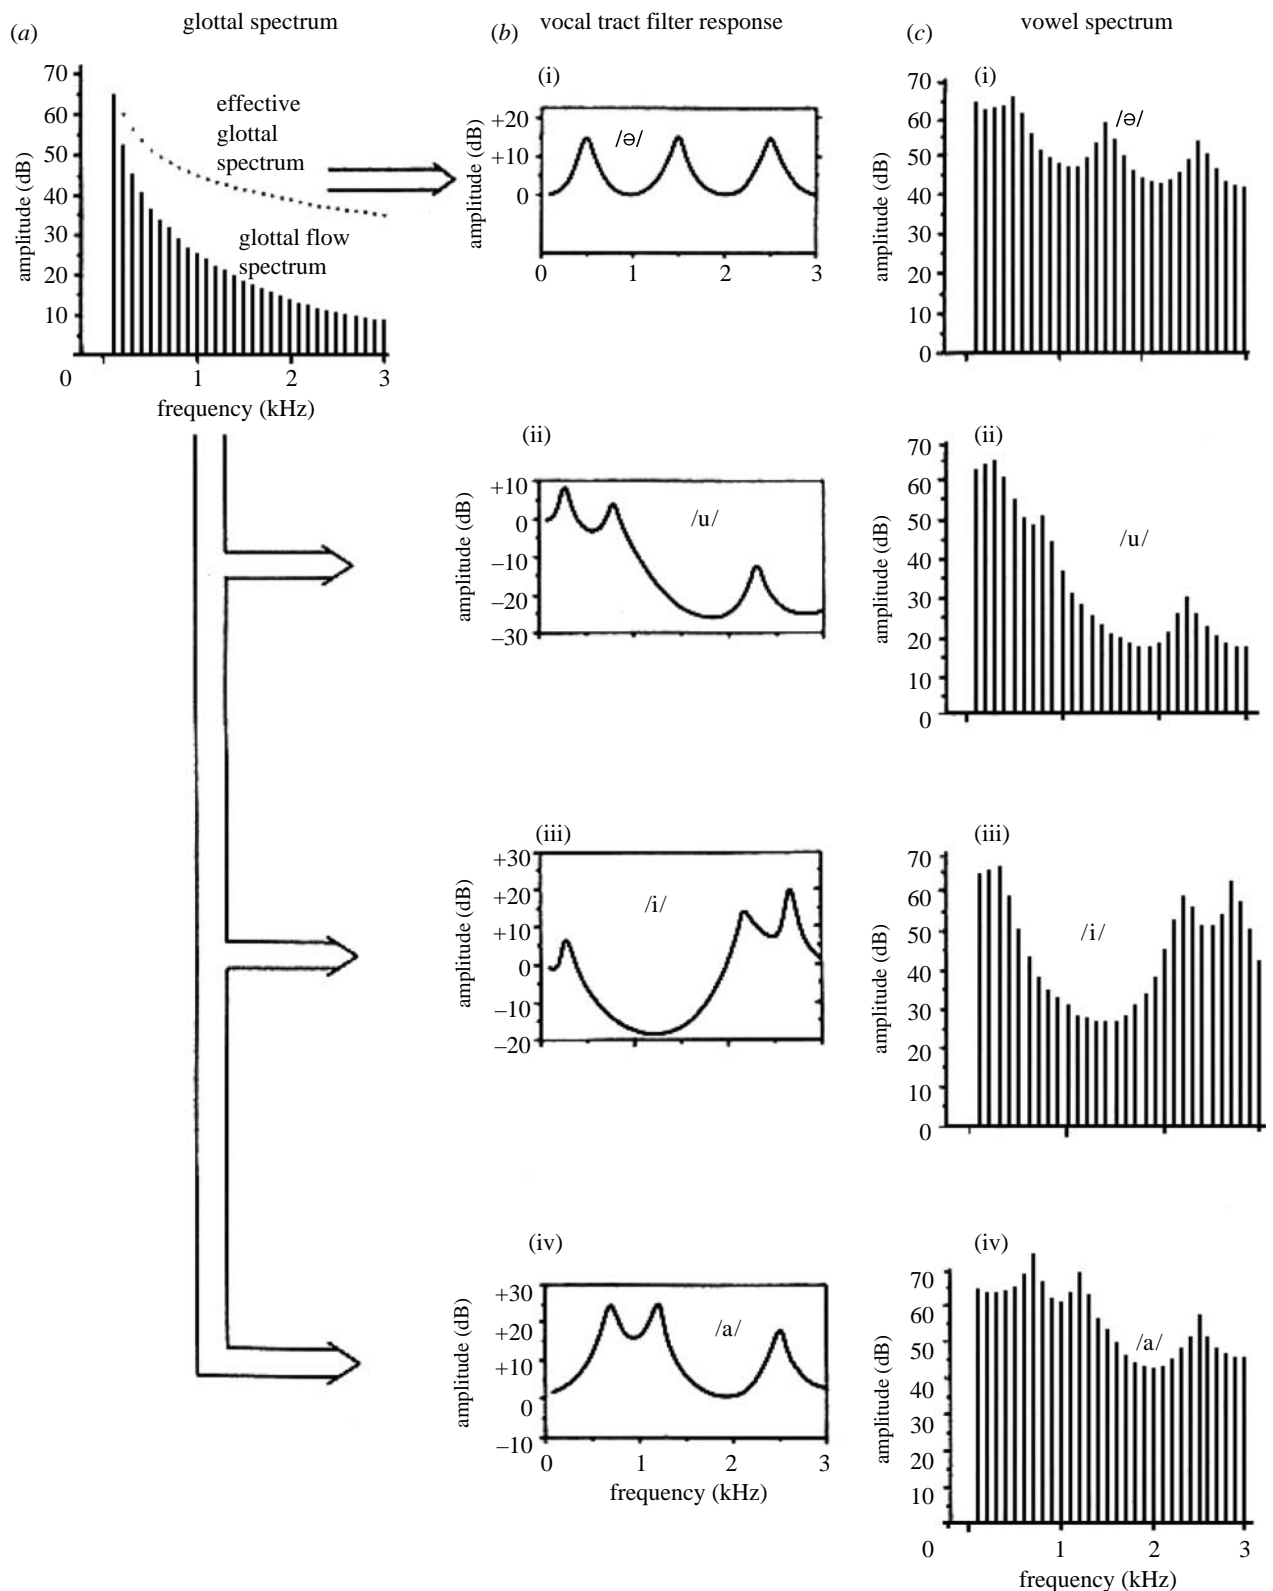 (a)
glottal spectrum
70
60
50
40
30
20
10
0
amplitude (dB)
effective
glottal
spectrum
glottal flow
spectrum
1
2
3
frequency (kHz)
(b)
vocal tract filter response
(i)
+20
+10
0
amplitude (dB)
/ə/
0
1
2
3
(ii)
+10
0
−10
−20
−30
amplitude (dB)
/u/
(iii)
+30
+20
+10
0
−10
−20
amplitude (dB)
/i/
(iv)
+30
+20
+10
0
−10
amplitude (dB)
/a/
0
1
2
3
frequency (kHz)
(c)
vowel spectrum
(i)
70
60
50
40
30
20
10
0
amplitude (dB)
/ə/
(ii)
70
60
50
40
30
20
10
0
amplitude (dB)
/u/
(iii)
70
60
50
40
30
20
10
0
amplitude (dB)
/i/
(iv)
70
60
50
40
30
20
10
0
amplitude (dB)
/a/
1
2
3
frequency (kHz)